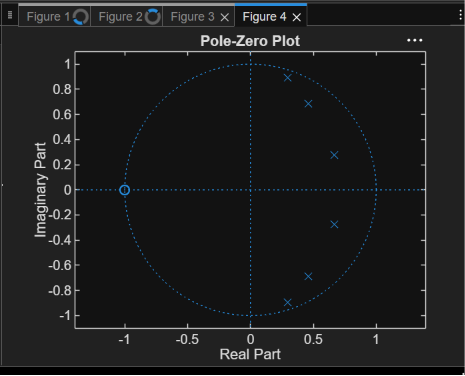 Figure 1 Figure 2 Figure 3 × Figure 4 ×
Pole-Zero Plot
Imaginary Part
1
0.8
0.6
0.4
0.2
0
-0.2
-0.4
-0.6
-0.8
-1
-1 -0.5 0 0.5 1
Real Part